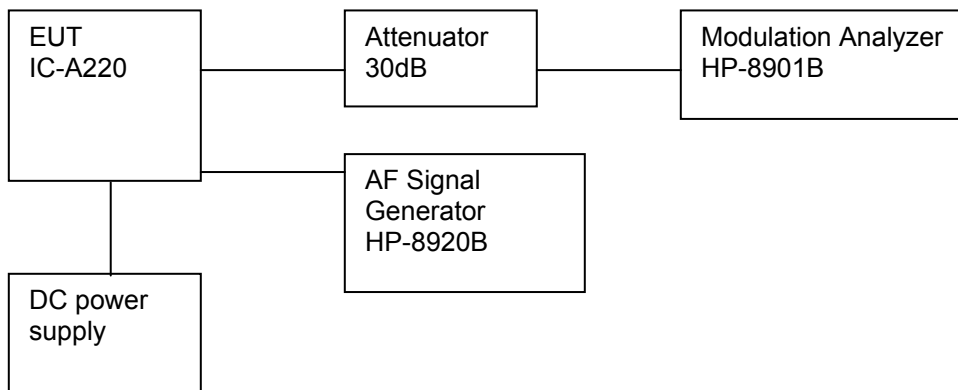 EUT
IC-A220
Attenuator
30dB
Modulation Analyzer
HP-8901B
AF Signal
Generator
HP-8920B
DC power
supply